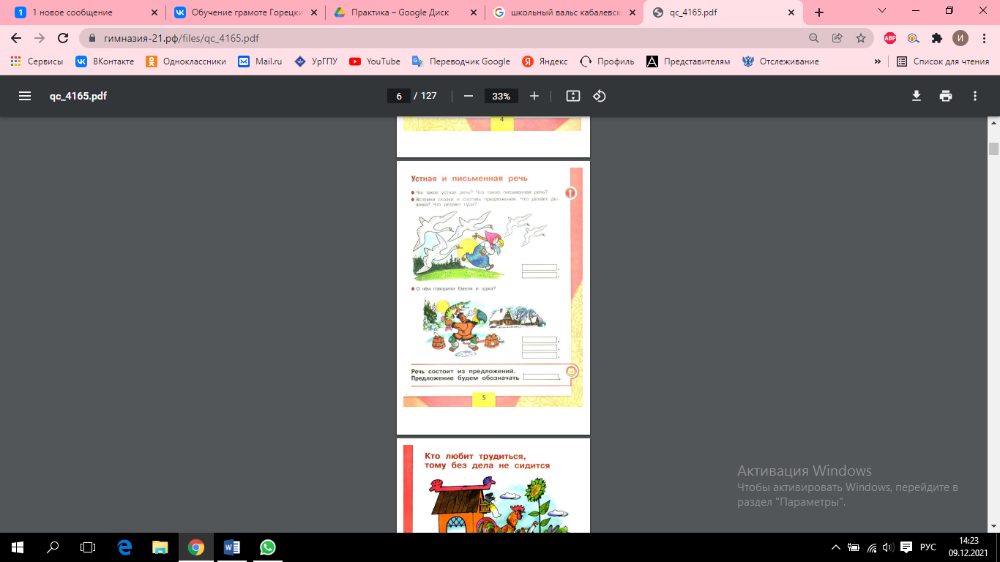 1 новое сообщение
Обучение грамоте Горецки
Практика – Google Диск
школьный вальс кабалевск
qc_4165.pdf
гимназия-21.рф/files/qc_4165.pdf
ABP
И
Сервисы
ВКонтакте
Одноклассники
Mail.ru
УрГПУ
YouTube
Переводчик Google
Яндекс
Профиль
Представителям
Отслеживание
»
Список для чтения
qc_4165.pdf
6 / 127
33%
4
Устная и письменная речь
Что такое устная речь? Что такое письменная речь?
Вспомни сказки и составь предложения. Что делает де-
вочка? Что делают гуси?
О чём говорили Емеля и щука?
Речь состоит из предложений.
Предложение будем обозначать .
5
Кто любит трудиться,
тому без дела не сидится
Активация Windows
Чтобы активировать Windows, перейдите в
раздел "Параметры".
РУС
14:23
09.12.2021